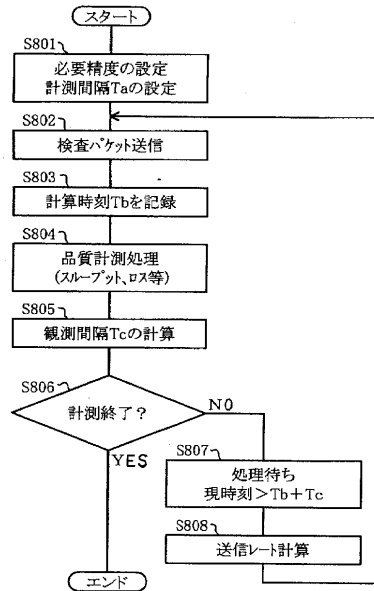 スタート
S801
必要精度の設定
計測間隔Taの設定
S802
検査パケット送信
S803
計算時刻Tbを記録
S804
品質計測処理
(スループット、ロス等)
S805
観測間隔Tcの計算
S806
計測終了？
NO
YES
S807
処理待ち
現時刻＞Tb＋Tc
S808
送信レート計算
エンド